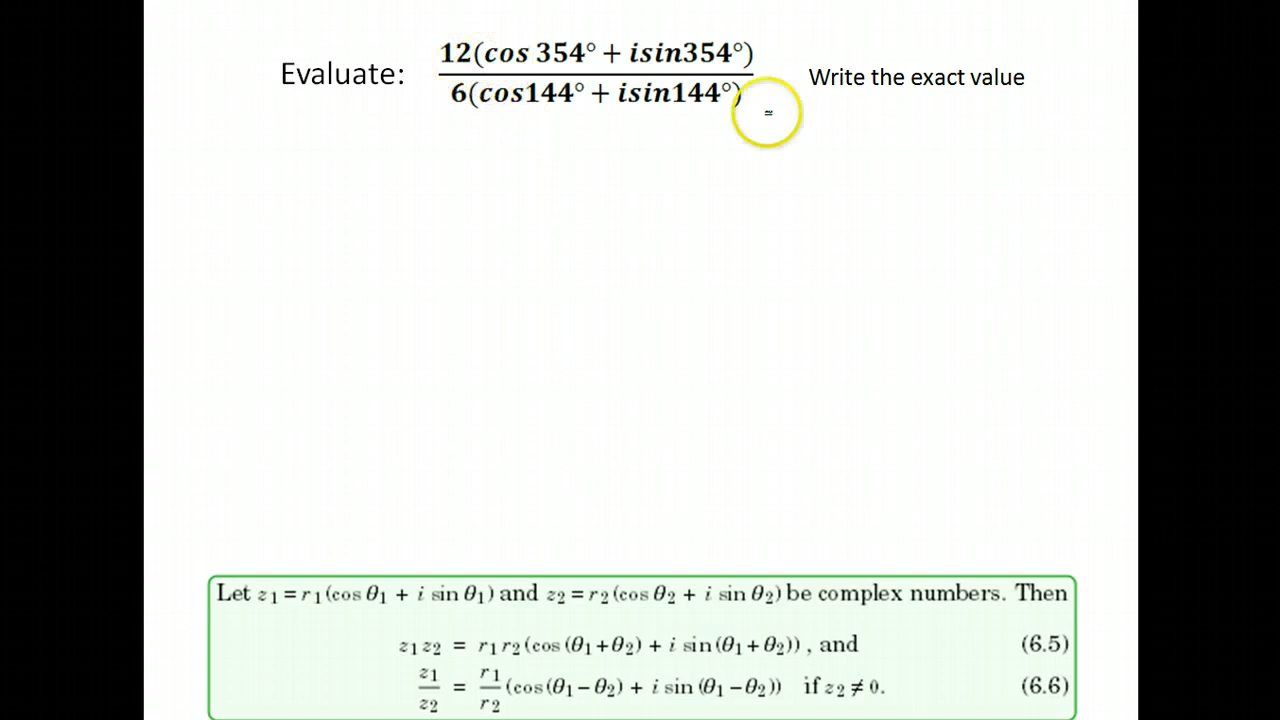 Evaluate: 12(cos 354° + isin354°) Write the exact value
6(cos144° + isin144°)
≈
Let z1 = r1(cos θ1 + i sin θ1) and z2 = r2(cos θ2 + i sin θ2) be complex numbers. Then
z1z2 = r1r2(cos(θ1+θ2) + i sin(θ1+θ2)), and (6.5)
z1/z2 = r1/r2(cos(θ1−θ2) + i sin(θ1−θ2)) if z2 ≠ 0. (6.6)